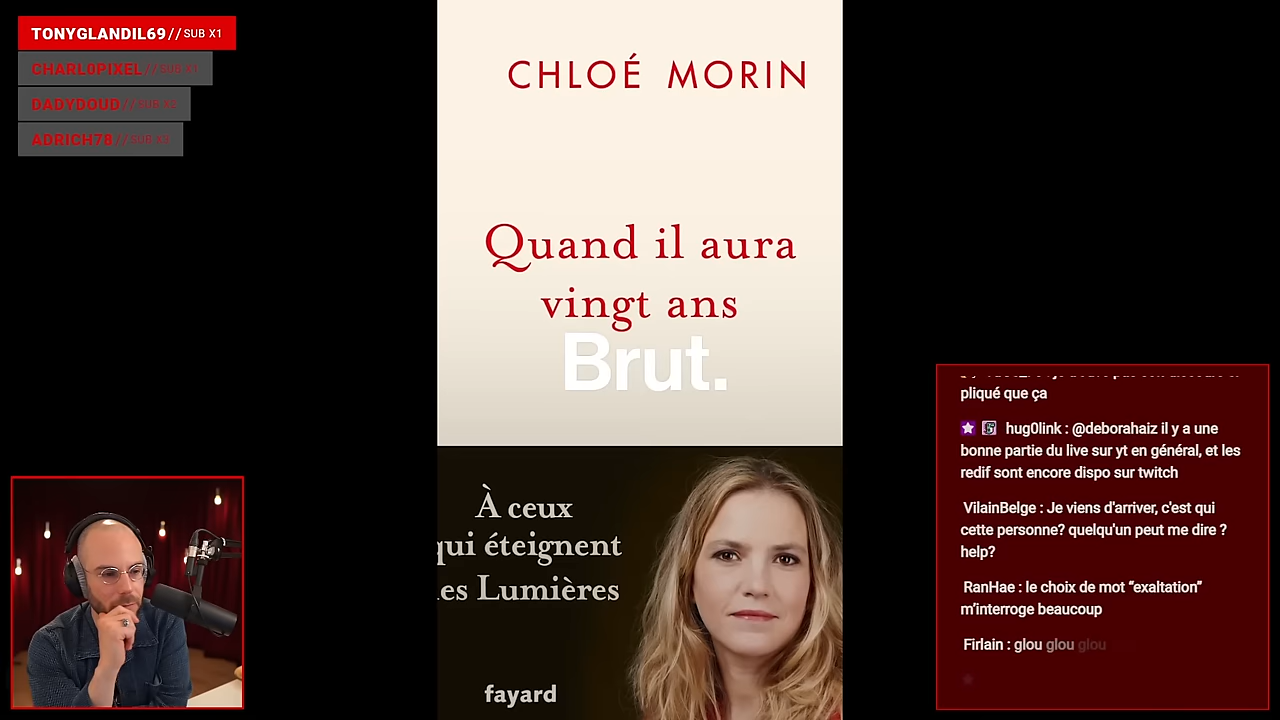 TONYGLANDIL69 // SUB X1
CHARL0PIXEL // SUB X1
DADYDOUD // SUB
ADRICH78 // SUB
CHLOÉ MORIN
Quand il aura
vingt ans
Brut.
À ceux
qui éteignent
les Lumières
fayard
pliqué que ça
hug0link : @deborahaiz il y a une
bonne partie du live sur yt en général, et les
redif sont encore dispo sur twitch
VilainBelge : Je viens d'arriver, c'est qui
cette personne? quelqu'un peut me dire ?
help?
RanHae : le choix de mot “exaltation”
m’interroge beaucoup
Firlain : glou glou glou